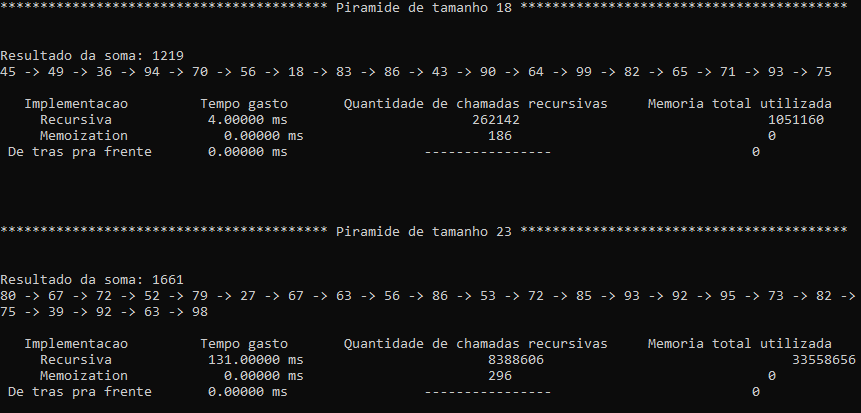 ***************************************** Piramide de tamanho 18 *****************************************
Resultado da soma: 1219
45 -> 49 -> 36 -> 94 -> 70 -> 56 -> 18 -> 83 -> 86 -> 43 -> 90 -> 64 -> 99 -> 82 -> 65 -> 71 -> 93 -> 75
Implementacao Tempo gasto Quantidade de chamadas recursivas Memoria total utilizada
Recursiva 4.00000 ms 262142 1051160
Memoization 0.00000 ms 186 0
De tras pra frente 0.00000 ms ---------------- 0
***************************************** Piramide de tamanho 23 *****************************************
Resultado da soma: 1661
80 -> 67 -> 72 -> 52 -> 79 -> 27 -> 67 -> 63 -> 56 -> 86 -> 53 -> 72 -> 85 -> 93 -> 92 -> 95 -> 73 -> 82 ->
75 -> 39 -> 92 -> 63 -> 98
Implementacao Tempo gasto Quantidade de chamadas recursivas Memoria total utilizada
Recursiva 131.00000 ms 8388606 33558656
Memoization 0.00000 ms 296 0
De tras pra frente 0.00000 ms ---------------- 0